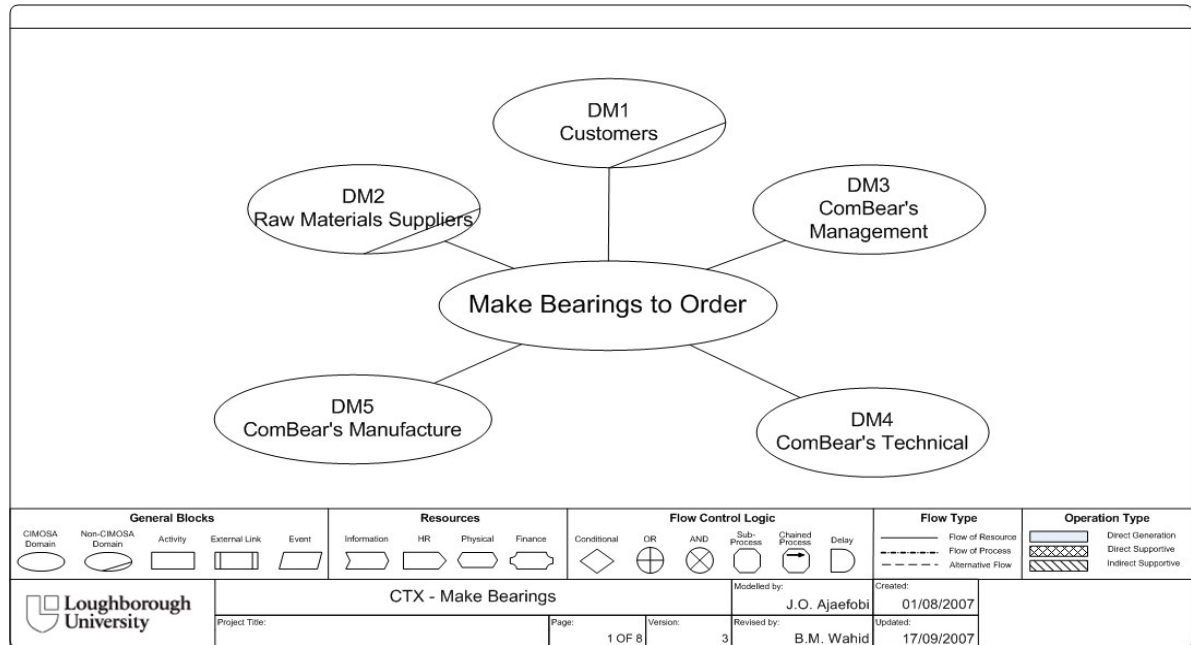 DM1
Customers
DM2
Raw Materials Suppliers
DM3
ComBear's
Management
Make Bearings to Order
DM5
ComBear's Manufacture
DM4
ComBear's Technical
General Blocks
CIMOSA
Domain
Non-CIMOSA
Domain
Activity
External Link
Event
Resources
Information
HR
Physical
Finance
Flow Control Logic
Conditional
OR
AND
Sub-
Process
Chained
Process
Delay
Flow Type
Flow of Resource
Flow of Process
Alternative Flow
Operation Type
Direct Generation
Direct Supportive
Indirect Supportive
Loughborough
University
CTX - Make Bearings
Modelled by:
J.O. Ajaefobi
Created:
01/08/2007
Project Title:
Page:
1 OF 8
Version:
3
Revised by:
B.M. Wahid
Updated:
17/09/2007